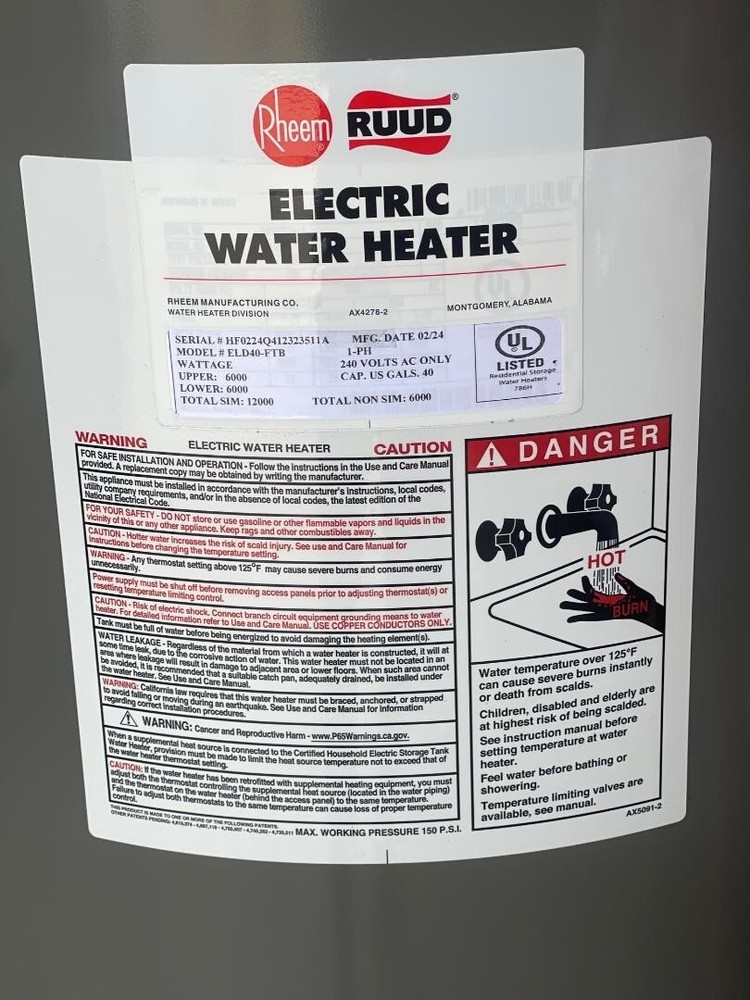 Rheem RUUD®
ELECTRIC
WATER HEATER
RHEEM MANUFACTURING CO.
WATER HEATER DIVISION
AX4278-2
MONTGOMERY, ALABAMA
SERIAL # HF0224Q412323511A MFG. DATE 02/24
MODEL # ELD40-FTB 1-PH
WATTAGE 240 VOLTS AC ONLY
UPPER: 6000 CAP. US GALS. 40
LOWER: 6000
TOTAL SIM: 12000 TOTAL NON SIM: 6000
UL
LISTED
Residential Storage
Water Heaters
786H
WARNING ELECTRIC WATER HEATER CAUTION
FOR SAFE INSTALLATION AND OPERATION - Follow the instructions in the Use and Care Manual
provided. A replacement copy may be obtained by writing the manufacturer.
This appliance must be installed in accordance with the manufacturer's instructions, local codes,
utility company requirements, and/or in the absence of local codes, the latest edition of the
National Electrical Code.
FOR YOUR SAFETY - DO NOT store or use gasoline or other flammable vapors and liquids in the
vicinity of this or any other appliance. Keep rags and other combustibles away.
CAUTION - Hotter water increases the risk of scald injury. See use and Care Manual for
instructions before changing the temperature setting.
WARNING - Any thermostat setting above 125°F may cause severe burns and consume energy
unnecessarily.
Power supply must be shut off before removing access panels prior to adjusting thermostat(s) or
resetting temperature limiting control.
CAUTION - Risk of electric shock. Connect branch circuit equipment grounding means to water
heater. For detailed information refer to Use and Care Manual. USE COPPER CONDUCTORS ONLY.
Tank must be full of water before being energized to avoid damaging the heating element(s).
WATER LEAKAGE - Regardless of the material from which a water heater is constructed, it will at
some time leak, due to the corrosive action of water. This water heater must not be located in an
area where leakage will result in damage to adjacent area or lower floors. When such area cannot
be avoided, it is recommended that a suitable catch pan, adequately drained, be installed under
the water heater. See Use and Care Manual.
WARNING: California law requires that this water heater must be braced, anchored, or strapped
to avoid falling or moving during an earthquake. See Use and Care Manual for information
regarding correct installation procedures.
WARNING: Cancer and Reproductive Harm - www.P65Warnings.ca.gov.
When a supplemental heat source is connected to the Certified Household Electric Storage Tank
Water Heater, provision must be made to limit the heat source temperature not to exceed that of
the water heater thermostat setting.
CAUTION: If the water heater has been retrofitted with supplemental heating equipment, you must
adjust both the thermostat controlling the supplemental heat source (located in the water piping)
and the thermostat on the water heater (behind the access panel) to the same temperature.
Failure to adjust both thermostats to the same temperature can cause loss of proper temperature
control.
THIS PRODUCT IS MADE TO ONE OR MORE OF THE FOLLOWING PATENTS.
OTHER PATENTS PENDING: MAX. WORKING PRESSURE 150 P.S.I.
DANGER
HOT
BURN
Water temperature over 125°F
can cause severe burns instantly
or death from scalds.
Children, disabled and elderly are
at highest risk of being scalded.
See instruction manual before
setting temperature at water
heater.
Feel water before bathing or
showering.
Temperature limiting valves are
available, see manual.
AX5091-2